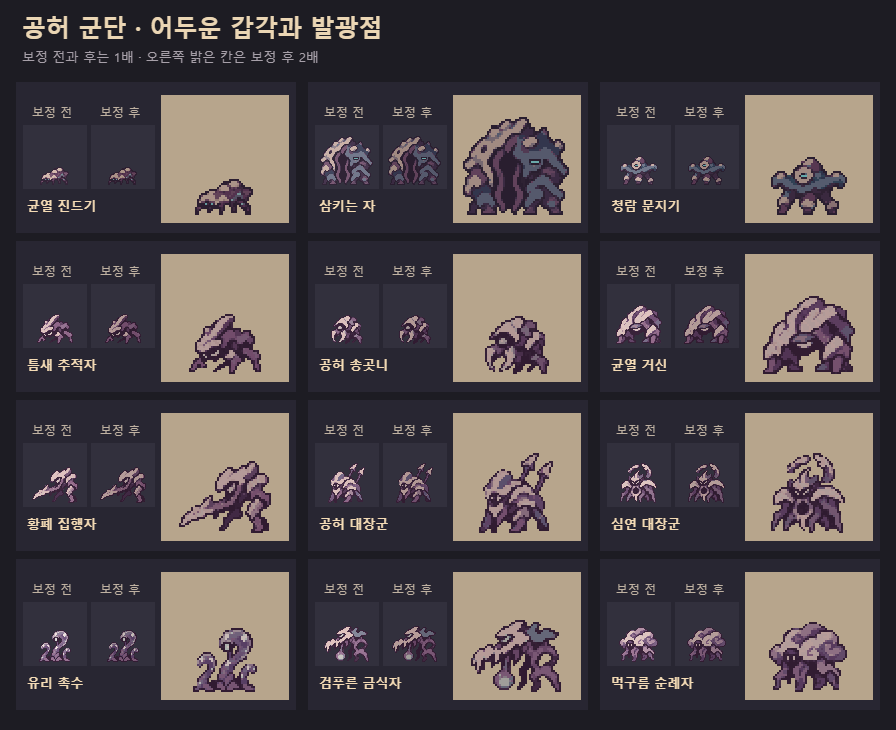 공허 군단 · 어두운 갑각과 발광점
보정 전과 후는 1배 · 오른쪽 밝은 칸은 보정 후 2배
보정 전 보정 후
균열 진드기
보정 전 보정 후
삼키는 자
보정 전 보정 후
청람 문지기
보정 전 보정 후
틈새 추적자
보정 전 보정 후
공허 송곳니
보정 전 보정 후
균열 거신
보정 전 보정 후
황폐 집행자
보정 전 보정 후
공허 대장군
보정 전 보정 후
심연 대장군
보정 전 보정 후
유리 촉수
보정 전 보정 후
검푸른 금식자
보정 전 보정 후
먹구름 순례자